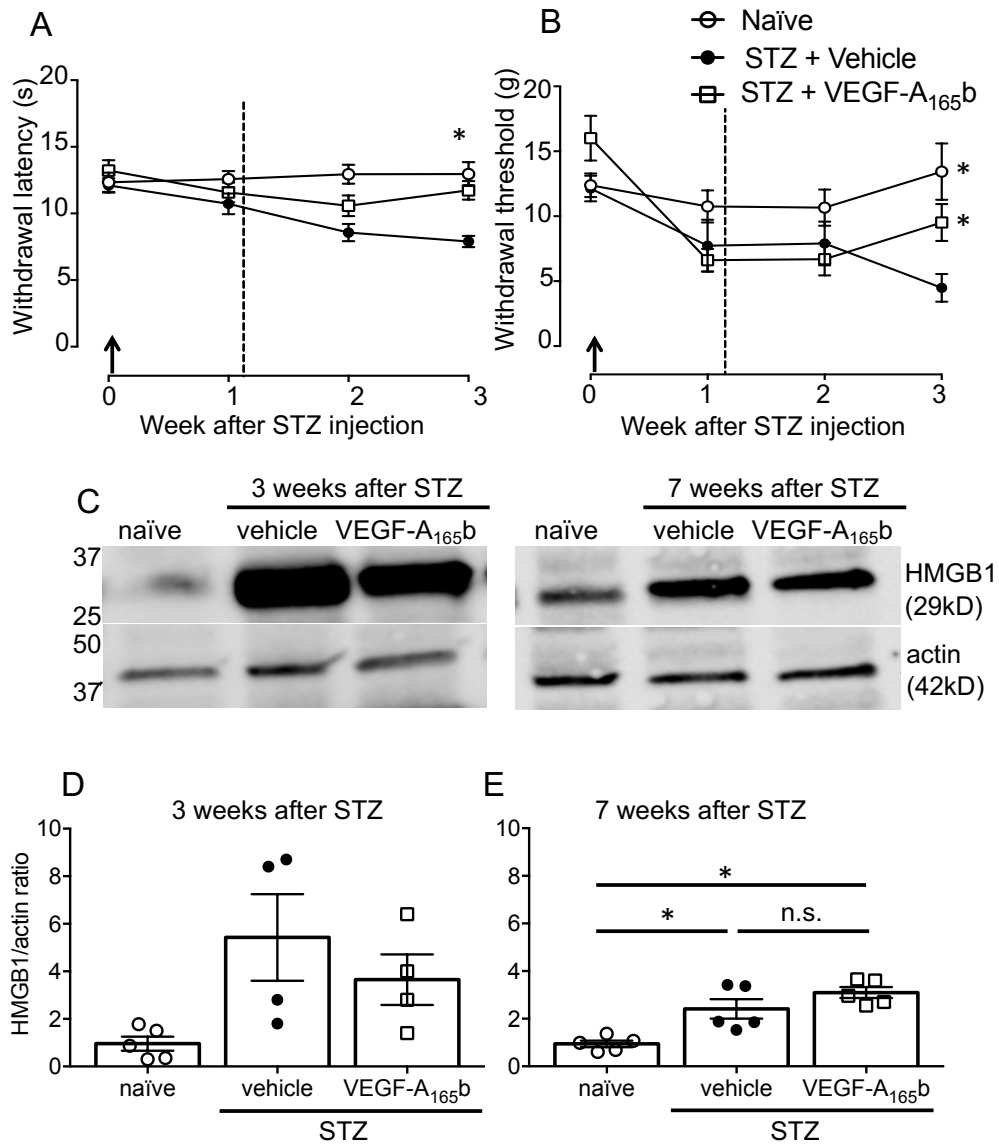 A
Withdrawal latency (s)
20
15
10
5
0
*
0 1 2 3
Week after STZ injection
B
Naïve
STZ + Vehicle
STZ + VEGF-A₁₆₅b
Withdrawal threshold (g)
20
15
10
5
0
*
*
0 1 2 3
Week after STZ injection
C
3 weeks after STZ
naïve vehicle VEGF-A₁₆₅b
37
25
50
37
7 weeks after STZ
naïve vehicle VEGF-A₁₆₅b
HMGB1
(29kD)
actin
(42kD)
D
3 weeks after STZ
HMGB1/actin ratio
10
8
6
4
2
0
naïve vehicle VEGF-A₁₆₅b
STZ
E
7 weeks after STZ
10
8
6
4
2
0
*
* n.s.
naïve vehicle VEGF-A₁₆₅b
STZ